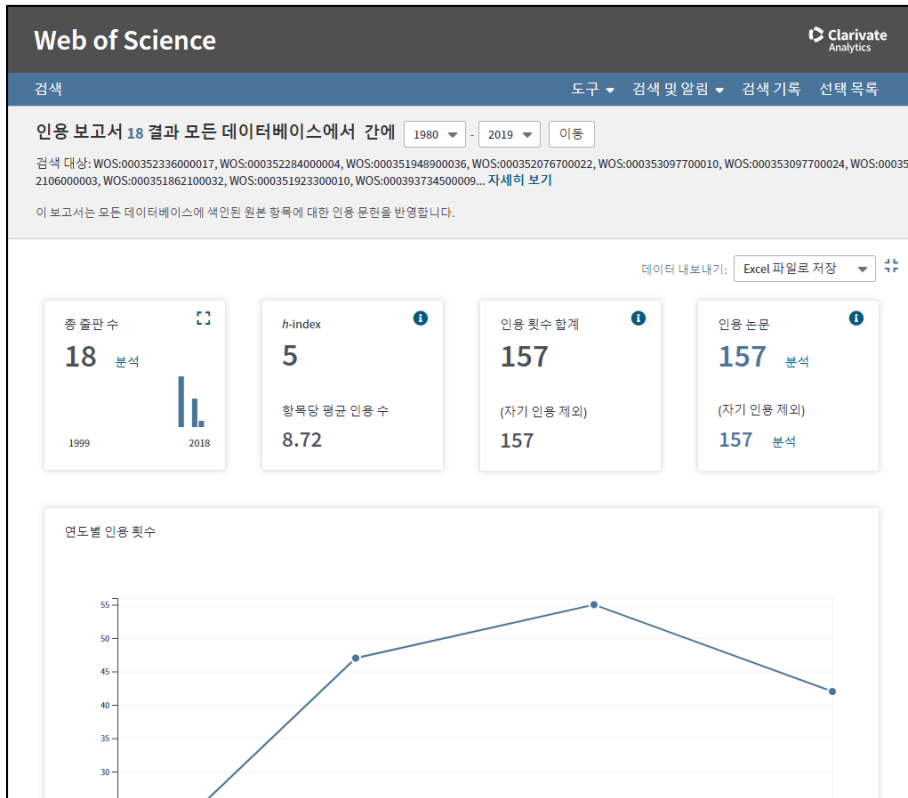 Web of Science
Clarivate
Analytics
검색
도구
검색 및 알림
검색 기록
선택 목록
인용 보고서 18 결과 모든 데이터베이스에서 간에 1980 - 2019 이동
검색 대상: WOS:000352336000017, WOS:000352284000004, WOS:000351948900036, WOS:000352076700022, WOS:000353097700010, WOS:000353097700024, WOS:00035
2106000003, WOS:000351862100032, WOS:000351923300010, WOS:000393734500009... 자세히 보기
이 보고서는 모든 데이터베이스에 색인된 원본 항목에 대한 인용 문헌을 반영합니다.
데이터 내보내기: Excel 파일로 저장
총 출판 수
18 분석
1999 2018
h-index
5
항목당 평균 인용 수
8.72
인용 횟수 합계
157
(자기 인용 제외)
157
인용 논문
157 분석
(자기 인용 제외)
157 분석
연도별 인용 횟수
55
50
45
40
35
30